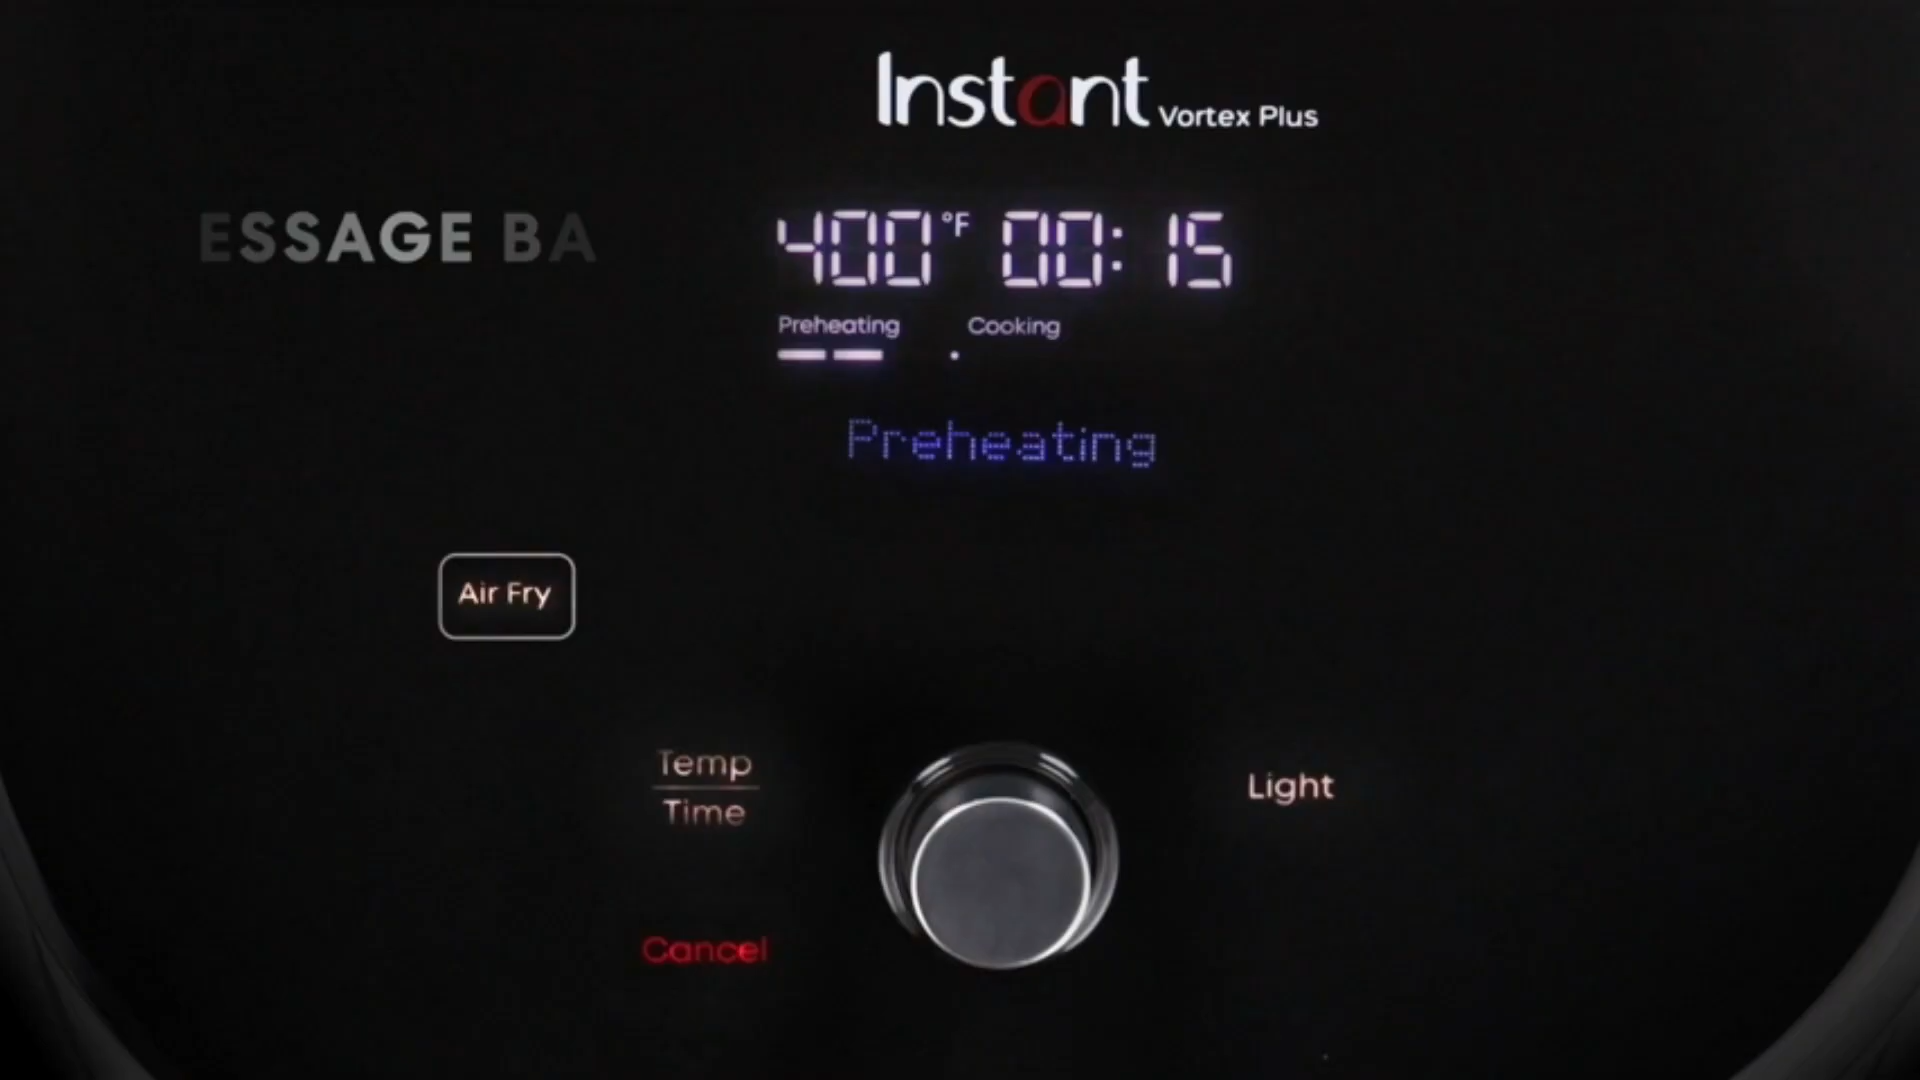 Instant Vortex Plus
ESSAGE BA
400 °F 00:15
Preheating Cooking
Preheating
Air Fry
Temp
Time
Light
Cancel